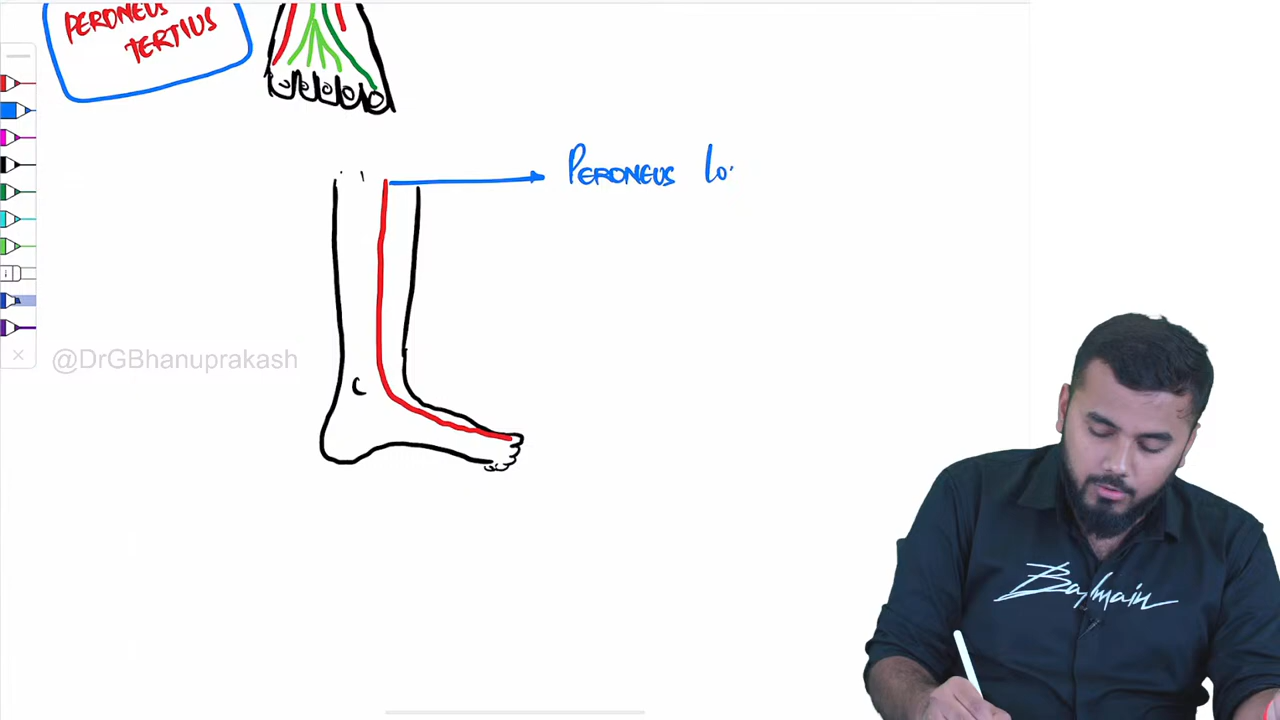 PERONEUS
TERTIUS
PERONEUS Lo
@DrGBhanuprakash
Balmain